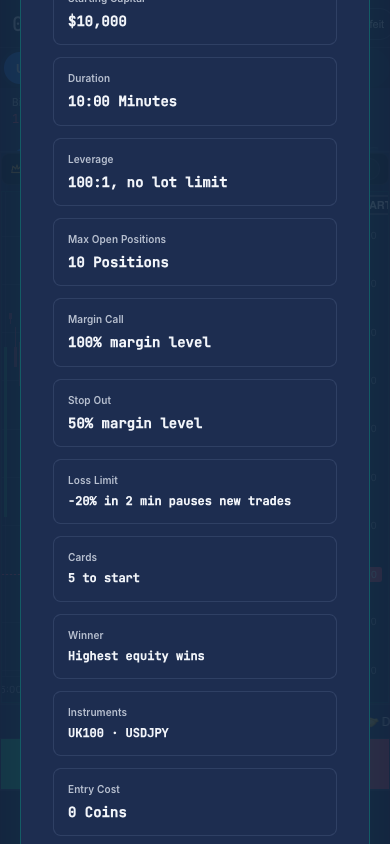 Starting Capital
$10,000
Duration
10:00 Minutes
Leverage
100:1, no lot limit
Max Open Positions
10 Positions
Margin Call
100% margin level
Stop Out
50% margin level
Loss Limit
-20% in 2 min pauses new trades
Cards
5 to start
Winner
Highest equity wins
Instruments
UK100 · USDJPY
Entry Cost
0 Coins